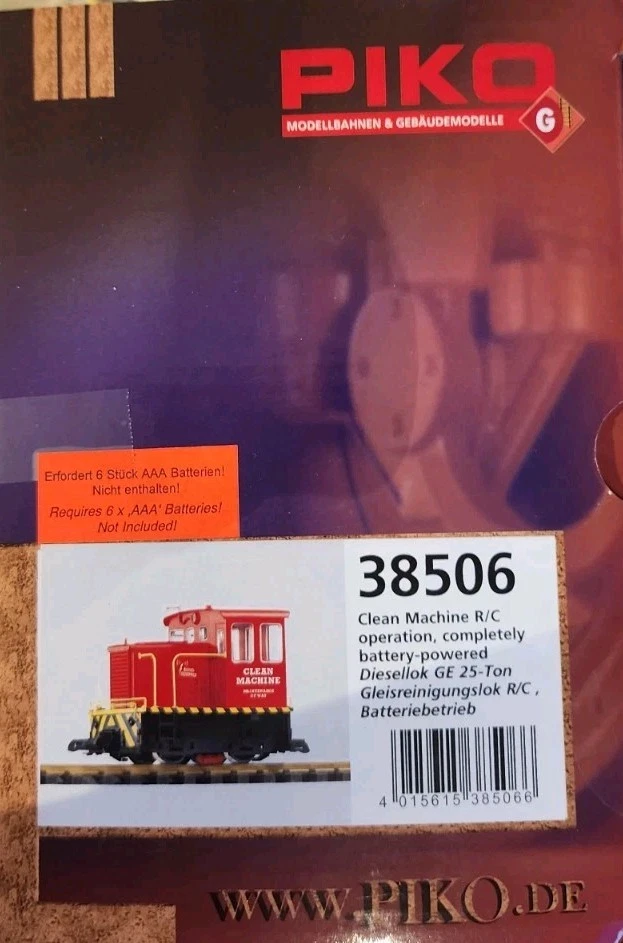 PIKO
MODELLBAHNEN & GEBÄUDEMODELLE
G
Erfordert 6 Stück AAA Batterien!
Nicht enthalten!
Requires 6 x ‚AAA' Batteries!
Not Included!
38506
Clean Machine R/C
operation, completely
battery-powered
Diesellok GE 25-Ton
Gleisreinigungslok R/C ,
Batteriebetrieb
CLEAN
MACHINE
4 015615 385066
WWW.PIKO.DE